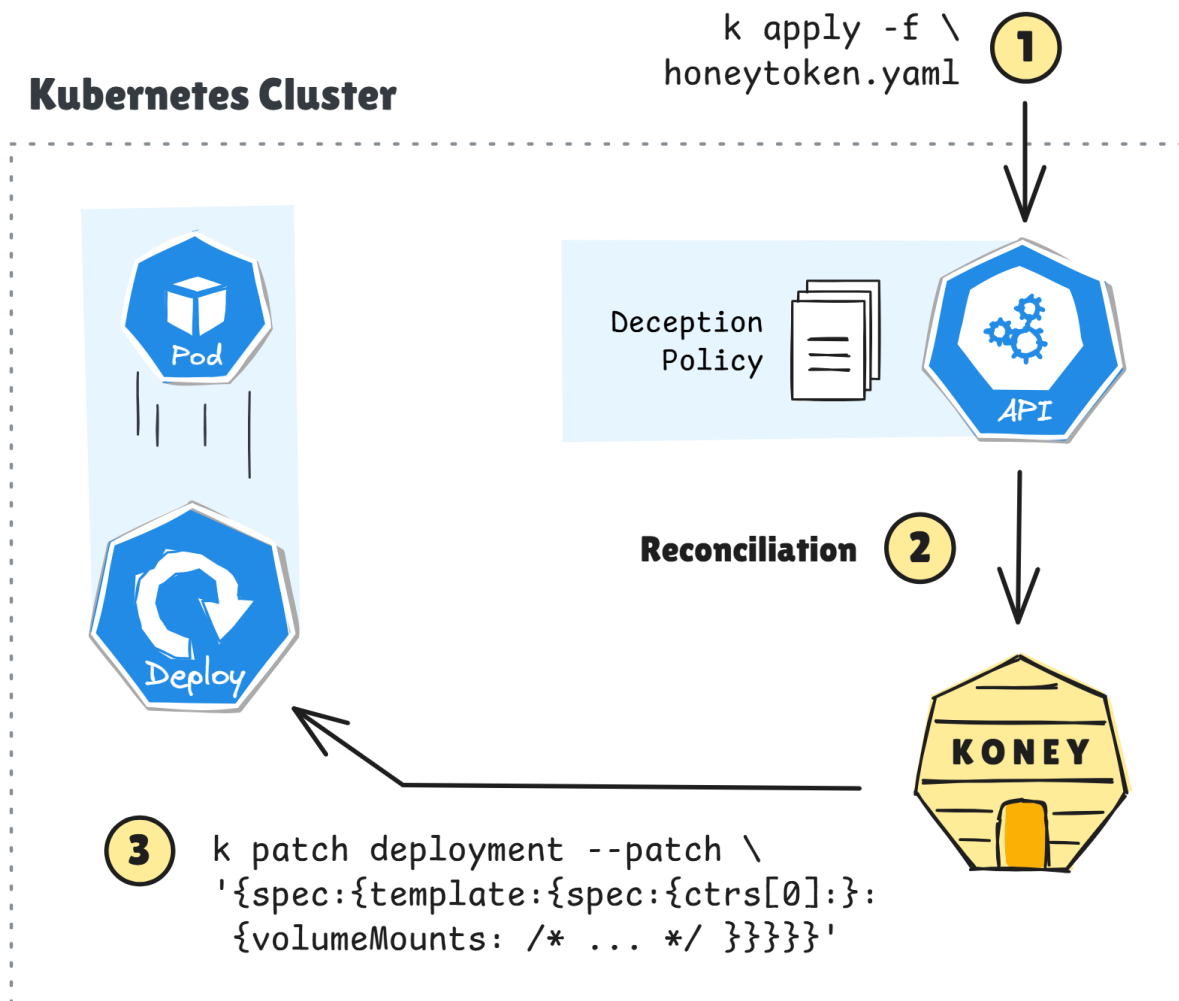 k apply -f \
honeytoken.yaml
1
Kubernetes Cluster
Pod
Deception
Policy
API
Reconciliation
2
Deploy
KONEY
3
k patch deployment --patch \
'{spec:{template:{spec:{ctrs[0]:}:
{volumeMounts: /* ... */ }}}}}'